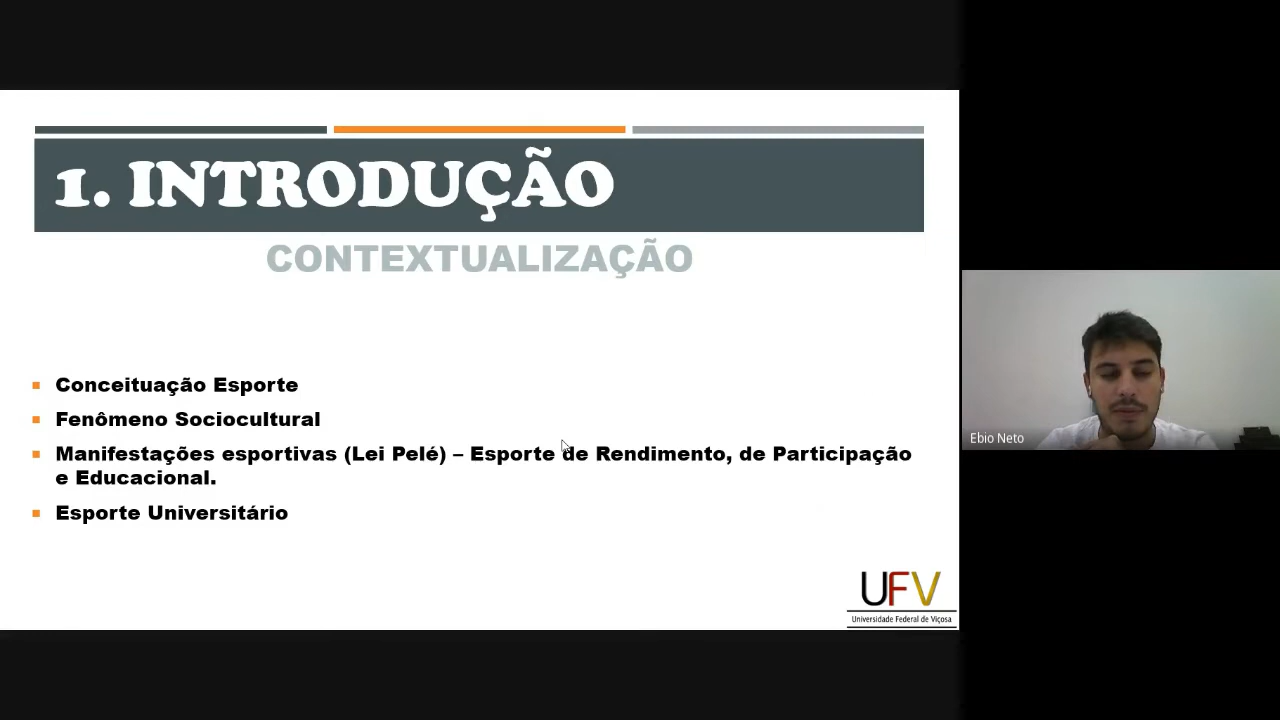 1. INTRODUÇÃO
CONTEXTUALIZAÇÃO
Conceituação Esporte
Fenômeno Sociocultural
Manifestações esportivas (Lei Pelé) – Esporte de Rendimento, de Participação
e Educacional.
Esporte Universitário
UFV
Universidade Federal de Viçosa
Ebio Neto